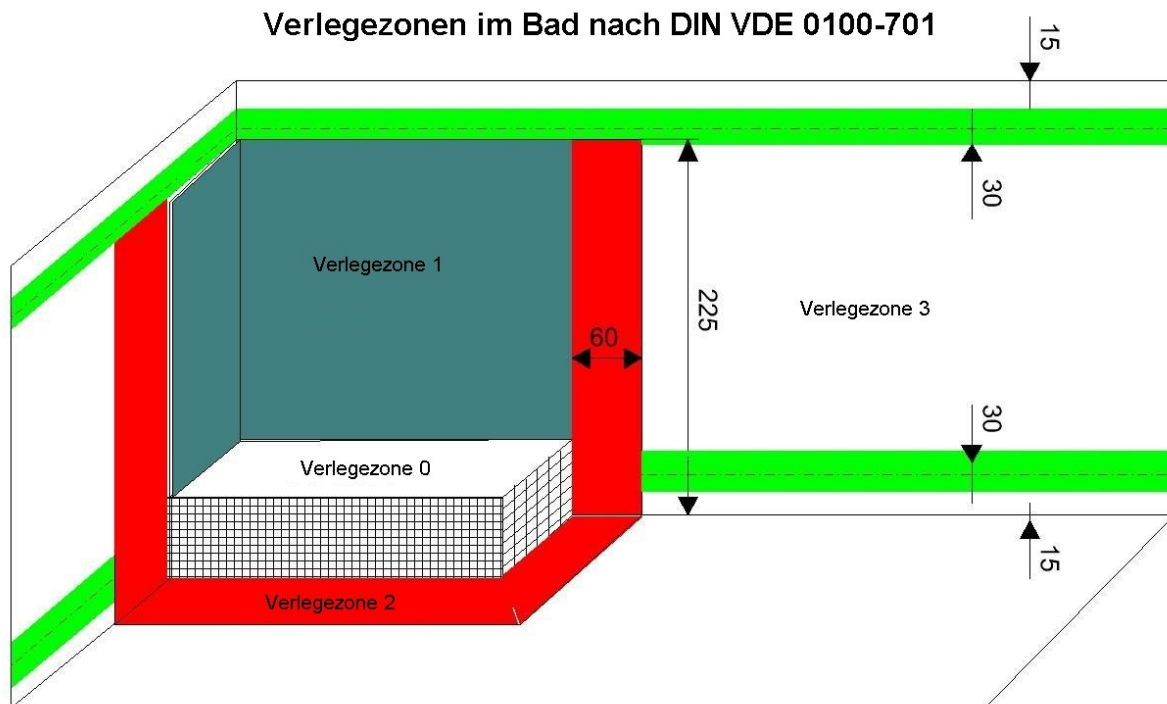 Verlegezonen im Bad nach DIN VDE 0100-701
15
30
Verlegezone 1
225
Verlegezone 3
60
30
Verlegezone 0
15
Verlegezone 2